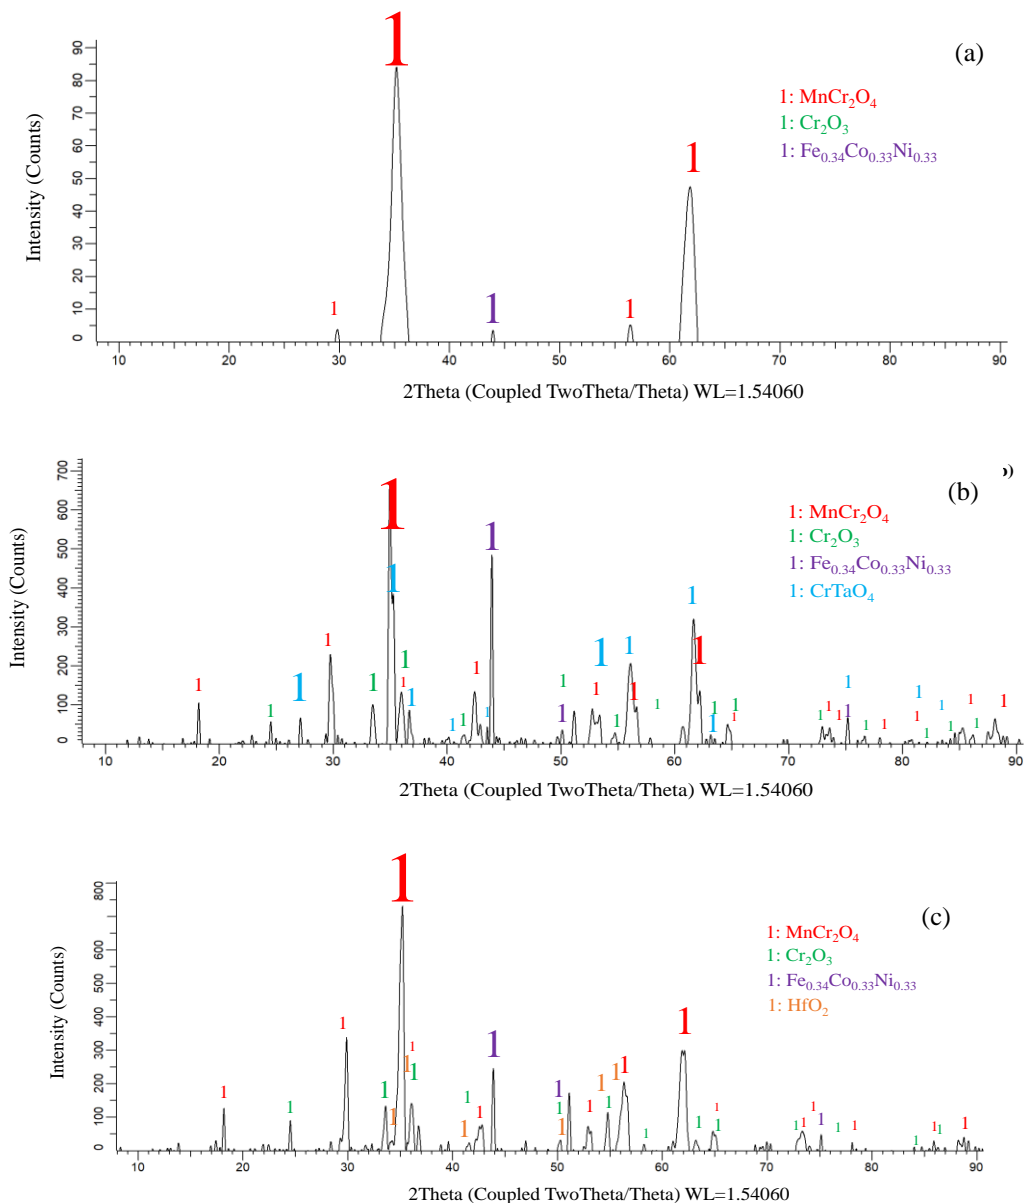 (a)
1: MnCr₂O₄
1: Cr₂O₃
1: Fe₀.₃₄Co₀.₃₃Ni₀.₃₃
Intensity (Counts)
90
80
70
60
50
40
30
20
10
0
1 1 1 1 1
10 20 30 40 50 60 70 80 90
2Theta (Coupled TwoTheta/Theta) WL=1.54060
(b)
1: MnCr₂O₄
1: Cr₂O₃
1: Fe₀.₃₄Co₀.₃₃Ni₀.₃₃
1: CrTaO₄
Intensity (Counts)
700
600
500
400
300
200
100
0
10 20 30 40 50 60 70 80 90
2Theta (Coupled TwoTheta/Theta) WL=1.54060
(c)
1: MnCr₂O₄
1: Cr₂O₃
1: Fe₀.₃₄Co₀.₃₃Ni₀.₃₃
1: HfO₂
Intensity (Counts)
800
700
600
500
400
300
200
100
0
10 20 30 40 50 60 70 80 90
2Theta (Coupled TwoTheta/Theta) WL=1.54060